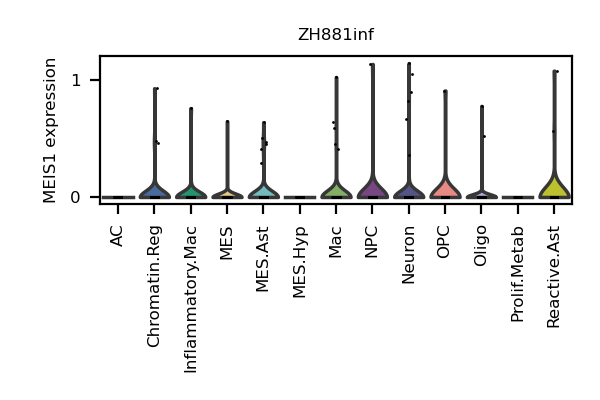 ZH881inf
MEIS1 expression
1
0
AC
Chromatin.Reg
Inflammatory.Mac
MES
MES.Ast
MES.Hyp
Mac
NPC
Neuron
OPC
Oligo
Prolif.Metab
Reactive.Ast